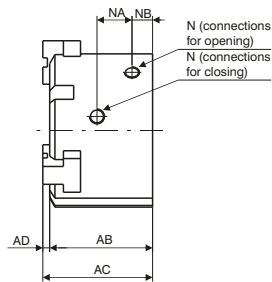 NA
NB
N (connections
for opening)
N (connections
for closing)
AD
AB
AC